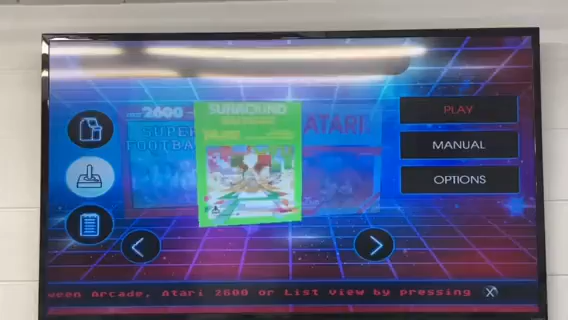 2600
SUPER
FOOTBA
SURROUND
ATARI
PLAY
MANUAL
OPTIONS
ween Arcade, Atari 2600 or List view by pressing X